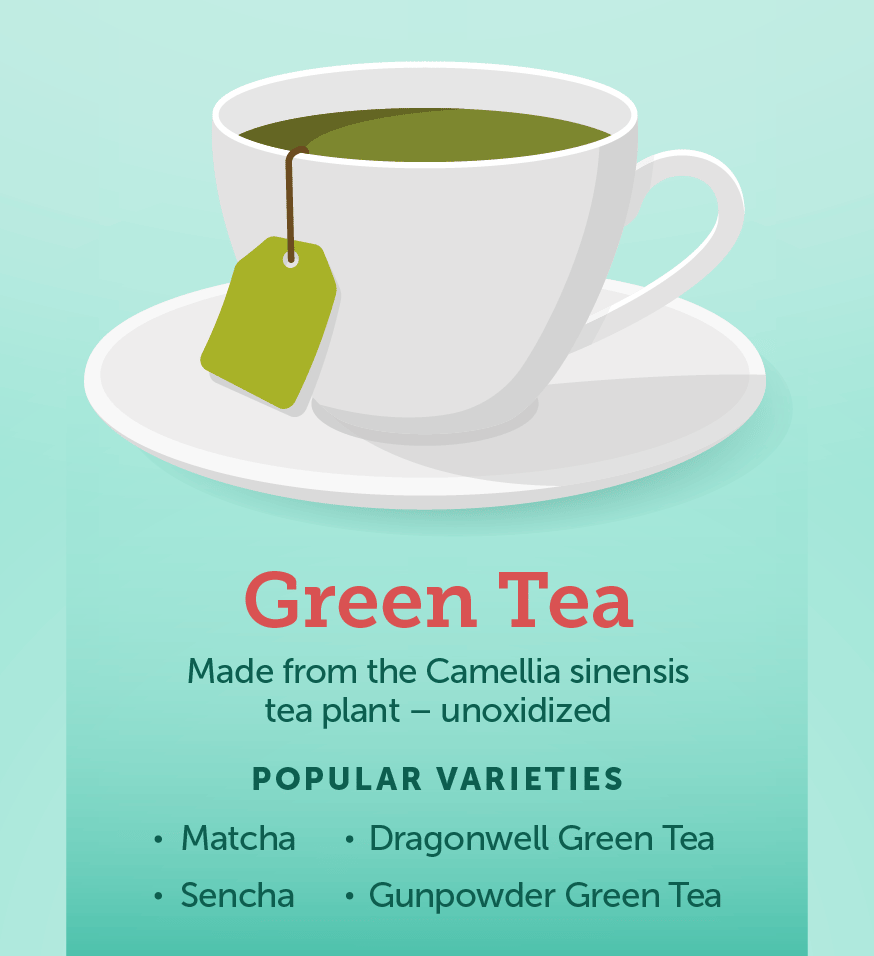 Green Tea
Made from the Camellia sinensis
tea plant – unoxidized
POPULAR VARIETIES
• Matcha • Dragonwell Green Tea
• Sencha • Gunpowder Green Tea